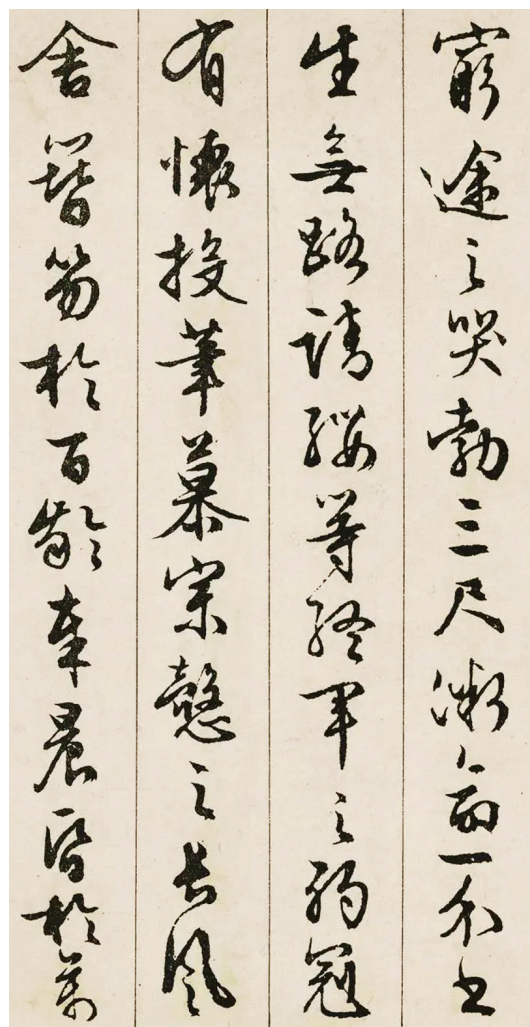 窮途之哭勃三尺微命一介書
生無路請纓等終軍之弱冠
有懷投筆慕宗愨之長風
舍簪笏於百齡奉晨昏於萬